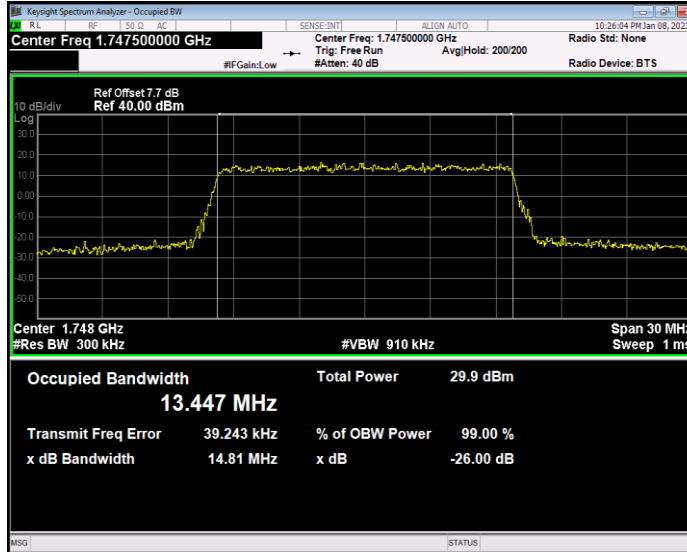 Keysight Spectrum Analyzer - Occupied BW
RL RF 50 Ω AC SENSE:INT ALIGN AUTO 10:26:04 PM Jan 08, 202
Center Freq 1.747500000 GHz
Center Freq: 1.747500000 GHz
Radio Std: None
Trig: Free Run Avg|Hold: 200/200
#IFGain:Low #Atten: 40 dB Radio Device: BTS
Ref Offset 7.7 dB
10 dB/div Ref 40.00 dBm
Log
30.0
20.0
10.0
0.00
-10.0
-20.0
-30.0
-40.0
-50.0
Center 1.748 GHz Span 30 MHz
#Res BW 300 kHz #VBW 910 kHz Sweep 1 ms
Occupied Bandwidth Total Power 29.9 dBm
13.447 MHz
Transmit Freq Error 39.243 kHz % of OBW Power 99.00 %
x dB Bandwidth 14.81 MHz x dB -26.00 dB
MSG STATUS